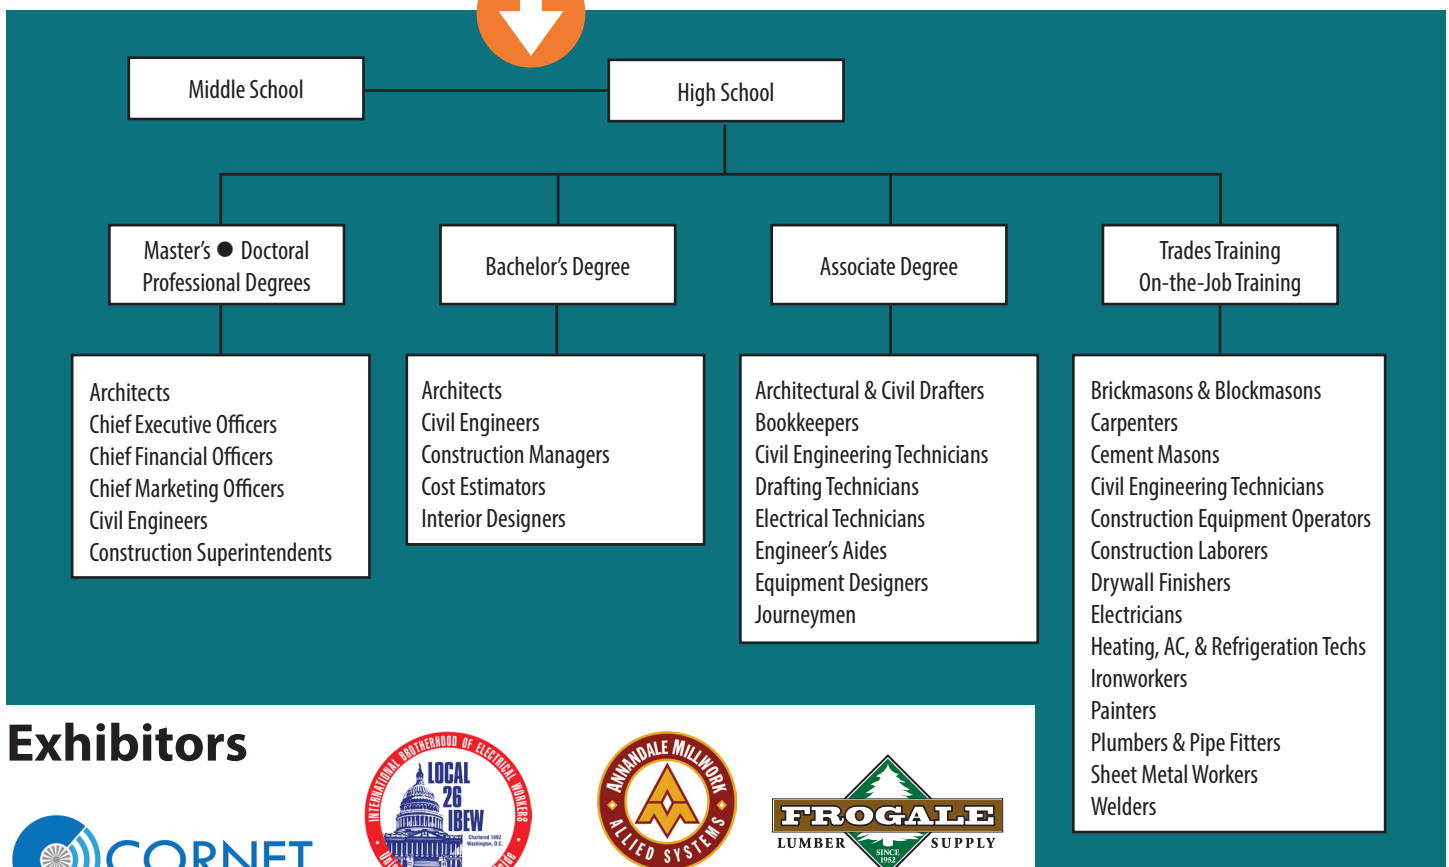 Middle School
High School
Master's ● Doctoral
Professional Degrees
Bachelor's Degree
Associate Degree
Trades Training
On-the-Job Training
Architects
Chief Executive Officers
Chief Financial Officers
Chief Marketing Officers
Civil Engineers
Construction Superintendents
Architects
Civil Engineers
Construction Managers
Cost Estimators
Interior Designers
Architectural & Civil Drafters
Bookkeepers
Civil Engineering Technicians
Drafting Technicians
Electrical Technicians
Engineer's Aides
Equipment Designers
Journeymen
Brickmasons & Blockmasons
Carpenters
Cement Masons
Civil Engineering Technicians
Construction Equipment Operators
Construction Laborers
Drywall Finishers
Electricians
Heating, AC, & Refrigeration Techs
Ironworkers
Painters
Plumbers & Pipe Fitters
Sheet Metal Workers
Welders
Exhibitors
CORNET
INTERNATIONAL BROTHERHOOD OF ELECTRICAL WORKERS
LOCAL
26
IBEW
Chartered 1892
Washington, D.C.
ANNANDALE MILLWORK
ALLIED SYSTEMS
FROGALE
LUMBER SUPPLY
SINCE
1952